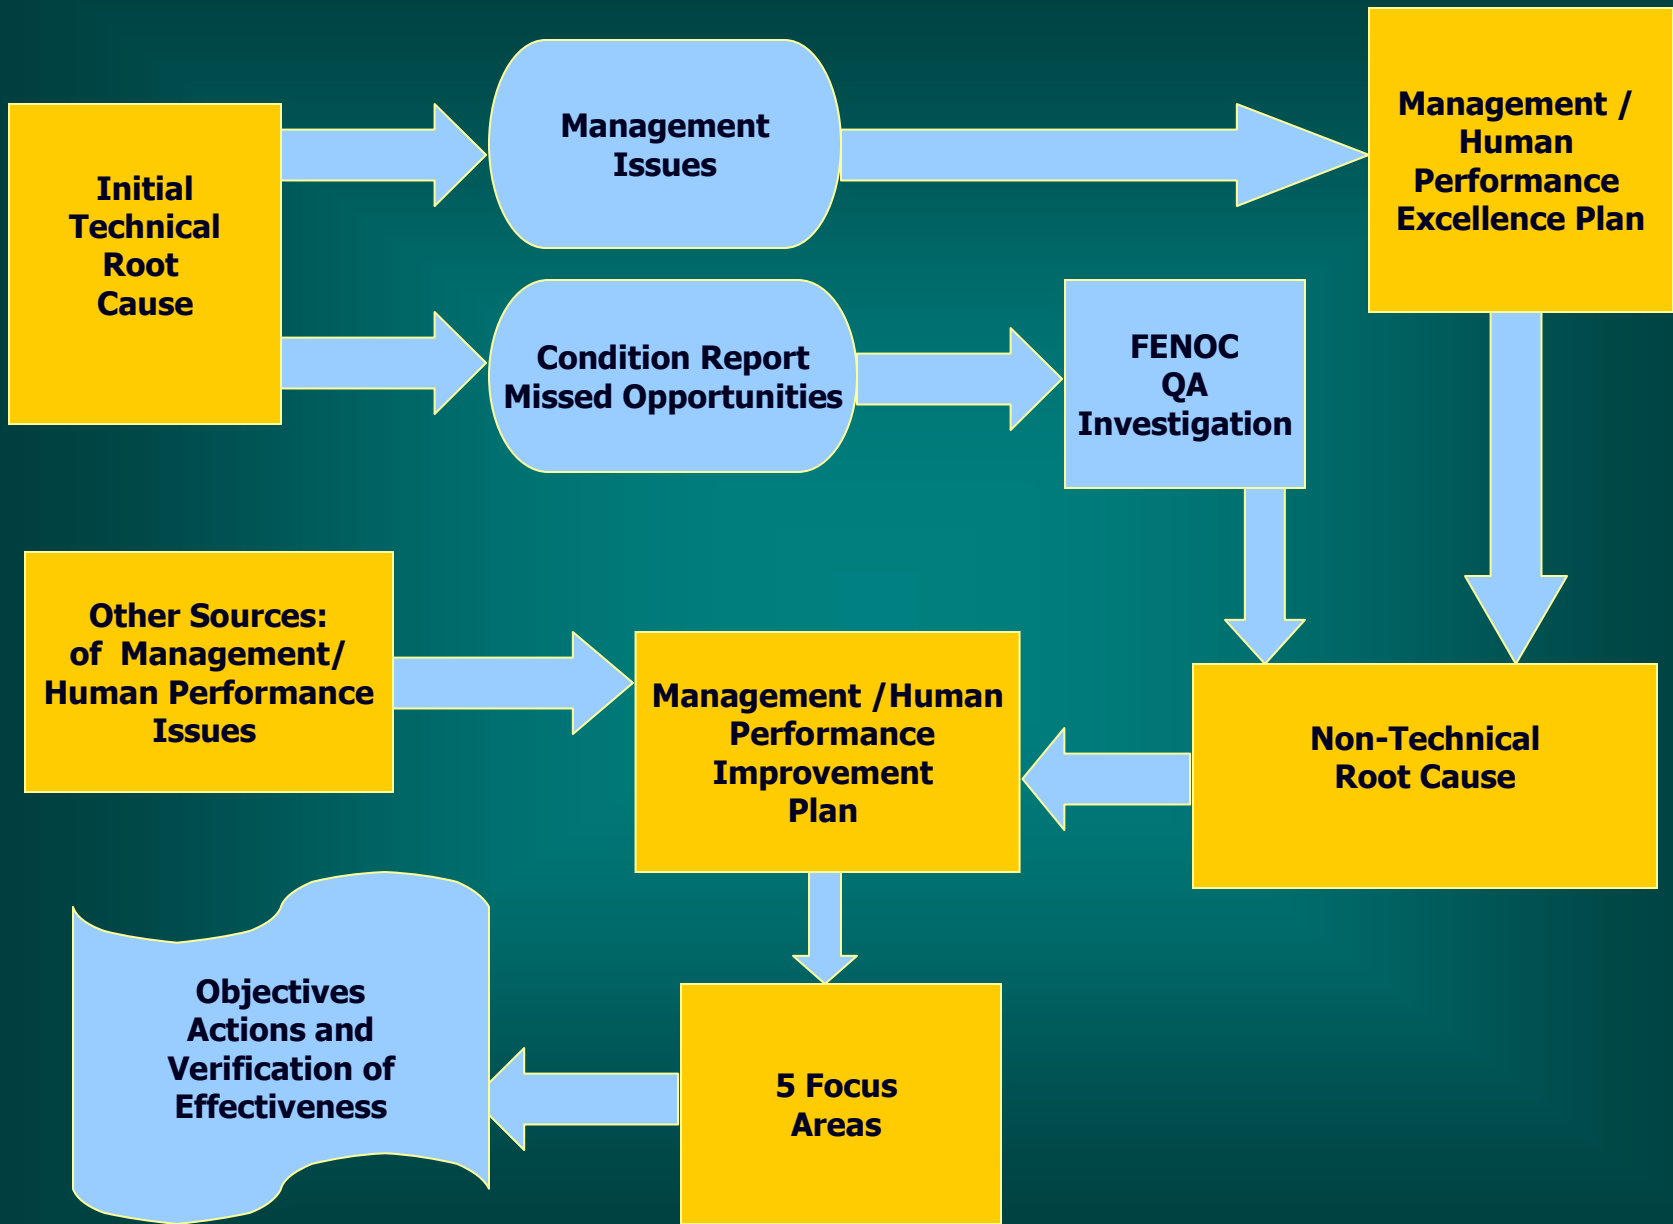 Initial
Technical
Root
Cause
Management
Issues
Management /
Human
Performance
Excellence Plan
Condition Report
Missed Opportunities
FENOC
QA
Investigation
Other Sources:
of Management/
Human Performance
Issues
Management /Human
Performance
Improvement
Plan
Non-Technical
Root Cause
Objectives
Actions and
Verification of
Effectiveness
5 Focus
Areas